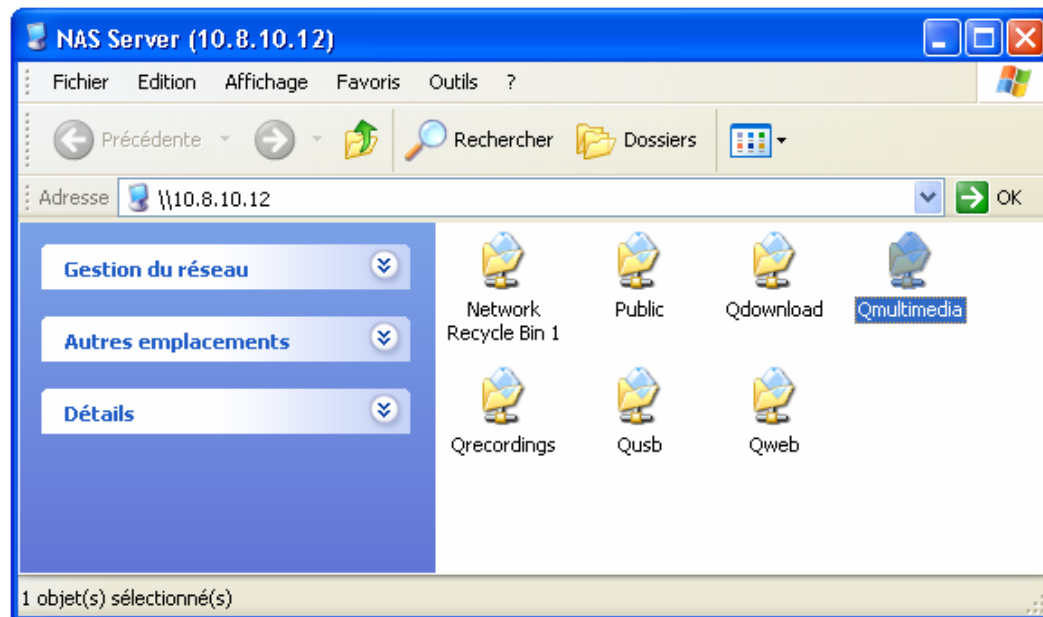 NAS Server (10.8.10.12)
Fichier Edition Affichage Favoris Outils ?
Précédente Rechercher Dossiers
Adresse \\10.8.10.12 OK
Gestion du réseau
Autres emplacements
Détails
Network Recycle Bin 1
Public
Qdownload
Qmultimedia
Qrecordings
Qusb
Qweb
1 objet(s) sélectionné(s)